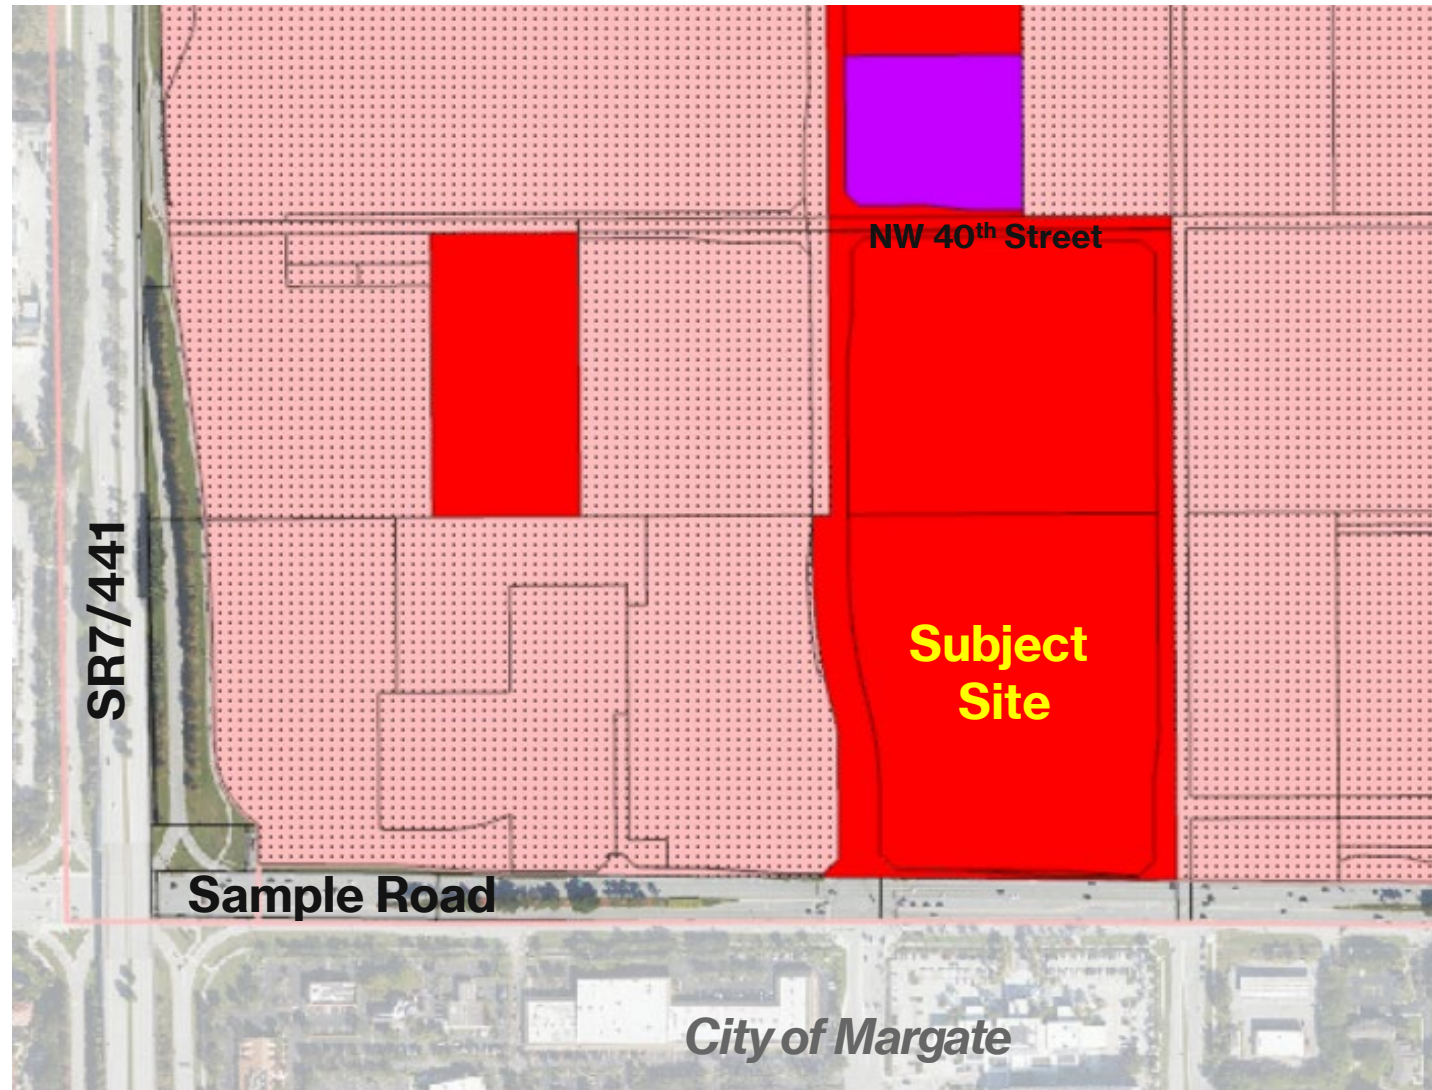 NW 40th Street
SR7/441
Subject
Site
Sample Road
City of Margate